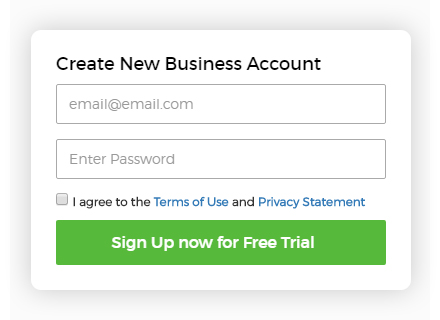 Create New Business Account
email@email.com
Enter Password
I agree to the Terms of Use and Privacy Statement
Sign Up now for Free Trial